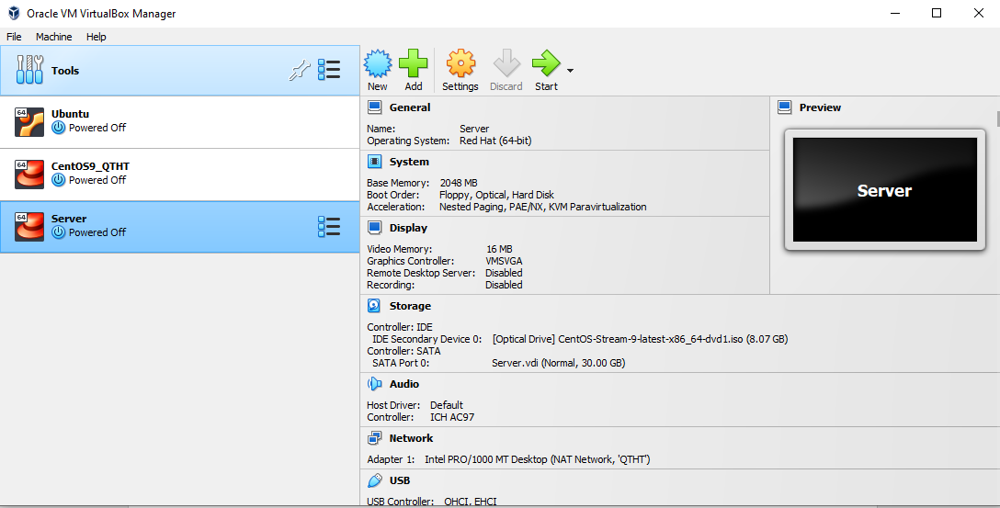 Oracle VM VirtualBox Manager
File Machine Help
Tools
New Add Settings Discard Start
64
Ubuntu
Powered Off
64
CentOS9_QTHT
Powered Off
64
Server
Powered Off
General
Name: Server
Operating System: Red Hat (64-bit)
System
Base Memory: 2048 MB
Boot Order: Floppy, Optical, Hard Disk
Acceleration: Nested Paging, PAE/NX, KVM Paravirtualization
Display
Video Memory: 16 MB
Graphics Controller: VMSVGA
Remote Desktop Server: Disabled
Recording: Disabled
Preview
Server
Storage
Controller: IDE
IDE Secondary Device 0: [Optical Drive] CentOS-Stream-9-latest-x86_64-dvd1.iso (8.07 GB)
Controller: SATA
SATA Port 0: Server.vdi (Normal, 30.00 GB)
Audio
Host Driver: Default
Controller: ICH AC97
Network
Adapter 1: Intel PRO/1000 MT Desktop (NAT Network, 'QTHT')
USB
USB Controller: OHCI, EHCI